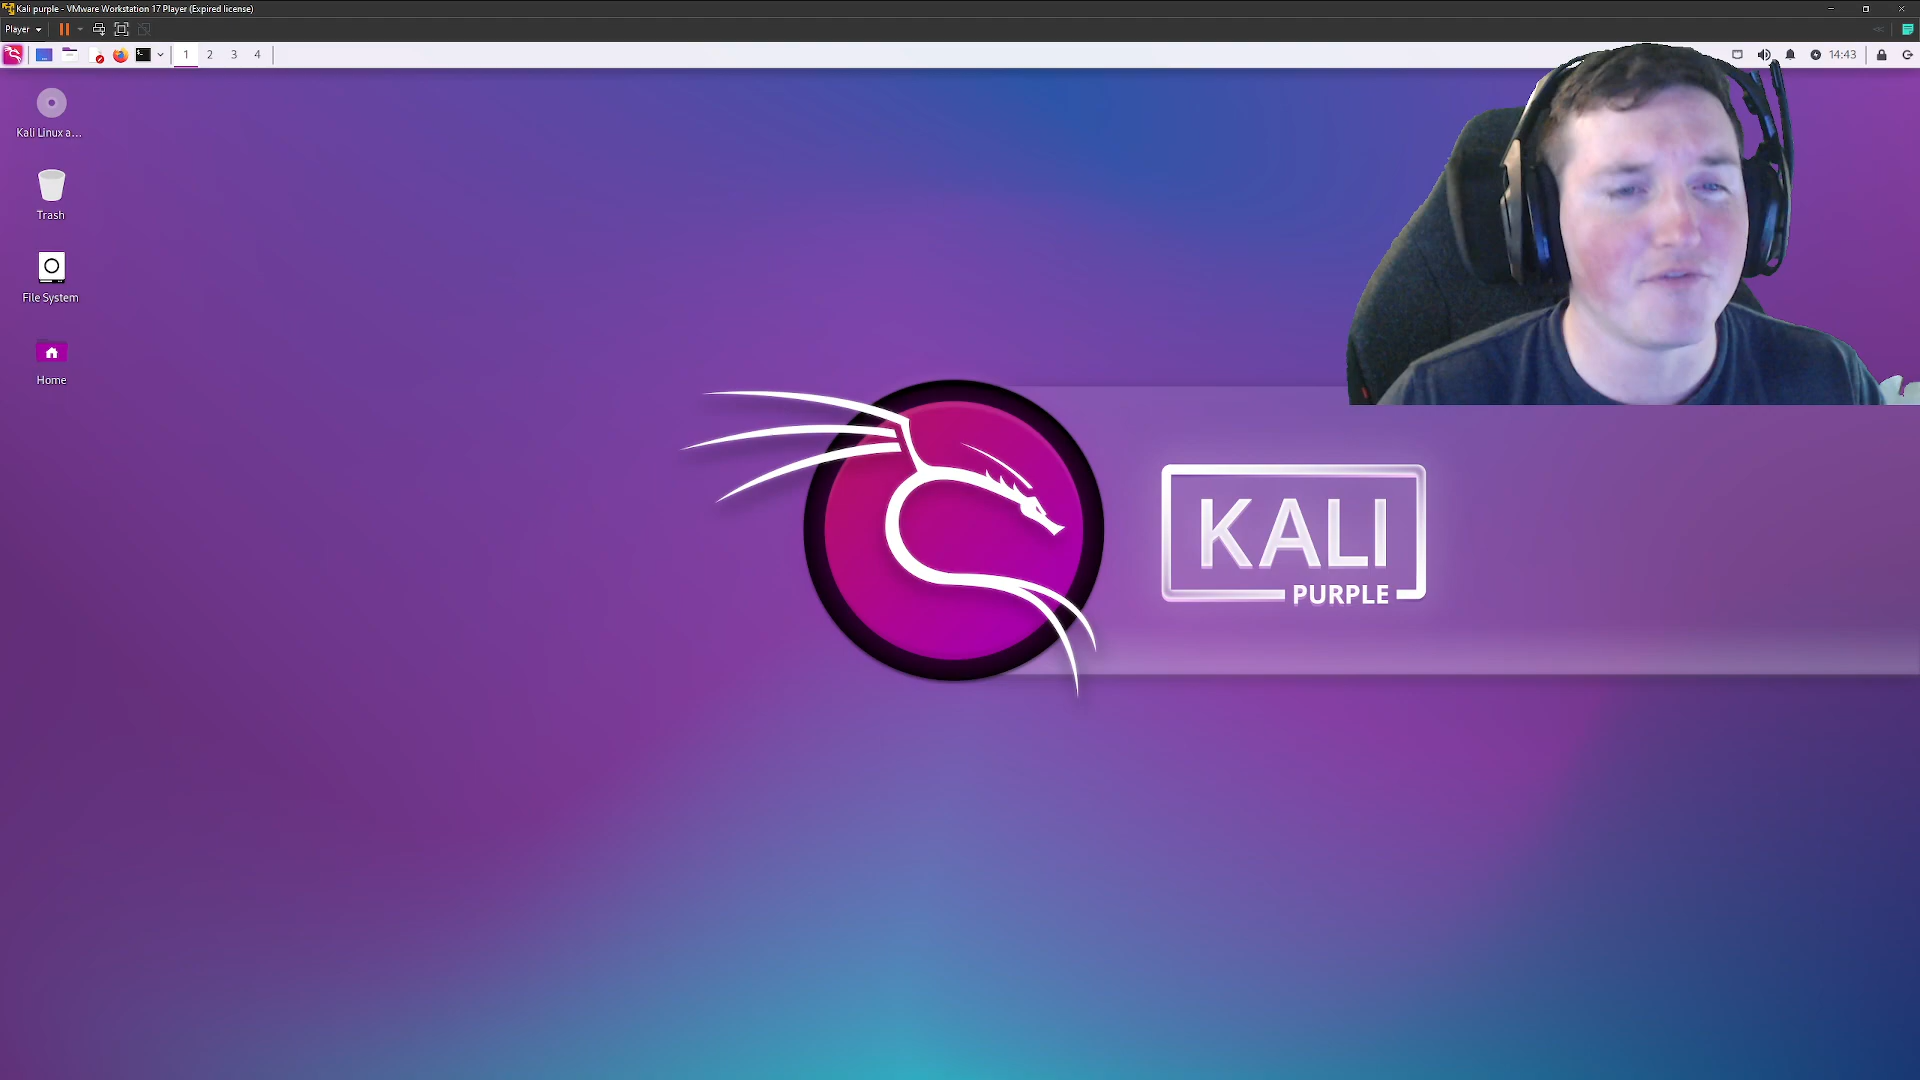 Kali purple - VMware Workstation 17 Player (Expired license)
Player
1 2 3 4
14:43
Kali Linux a...
Trash
File System
Home
KALI
PURPLE